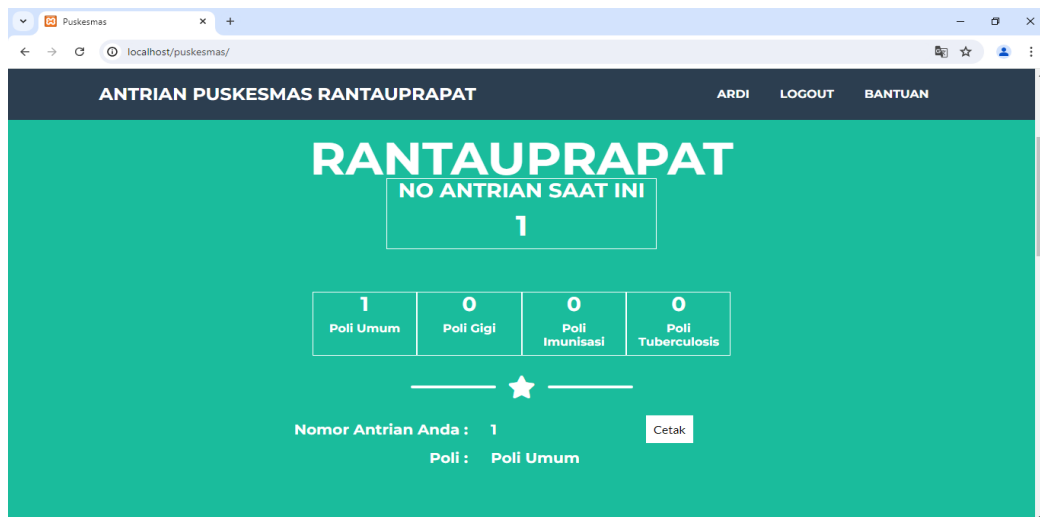 Puskesmas
localhost/puskesmas/
ANTRIAN PUSKESMAS RANTAUPRAPAT ARDI LOGOUT BANTUAN
RANTAUPRAPAT
NO ANTRIAN SAAT INI
1
1 0 0 0
Poli Umum Poli Gigi Poli Imunisasi Poli Tuberculosis
Nomor Antrian Anda : 1 Cetak
Poli : Poli Umum